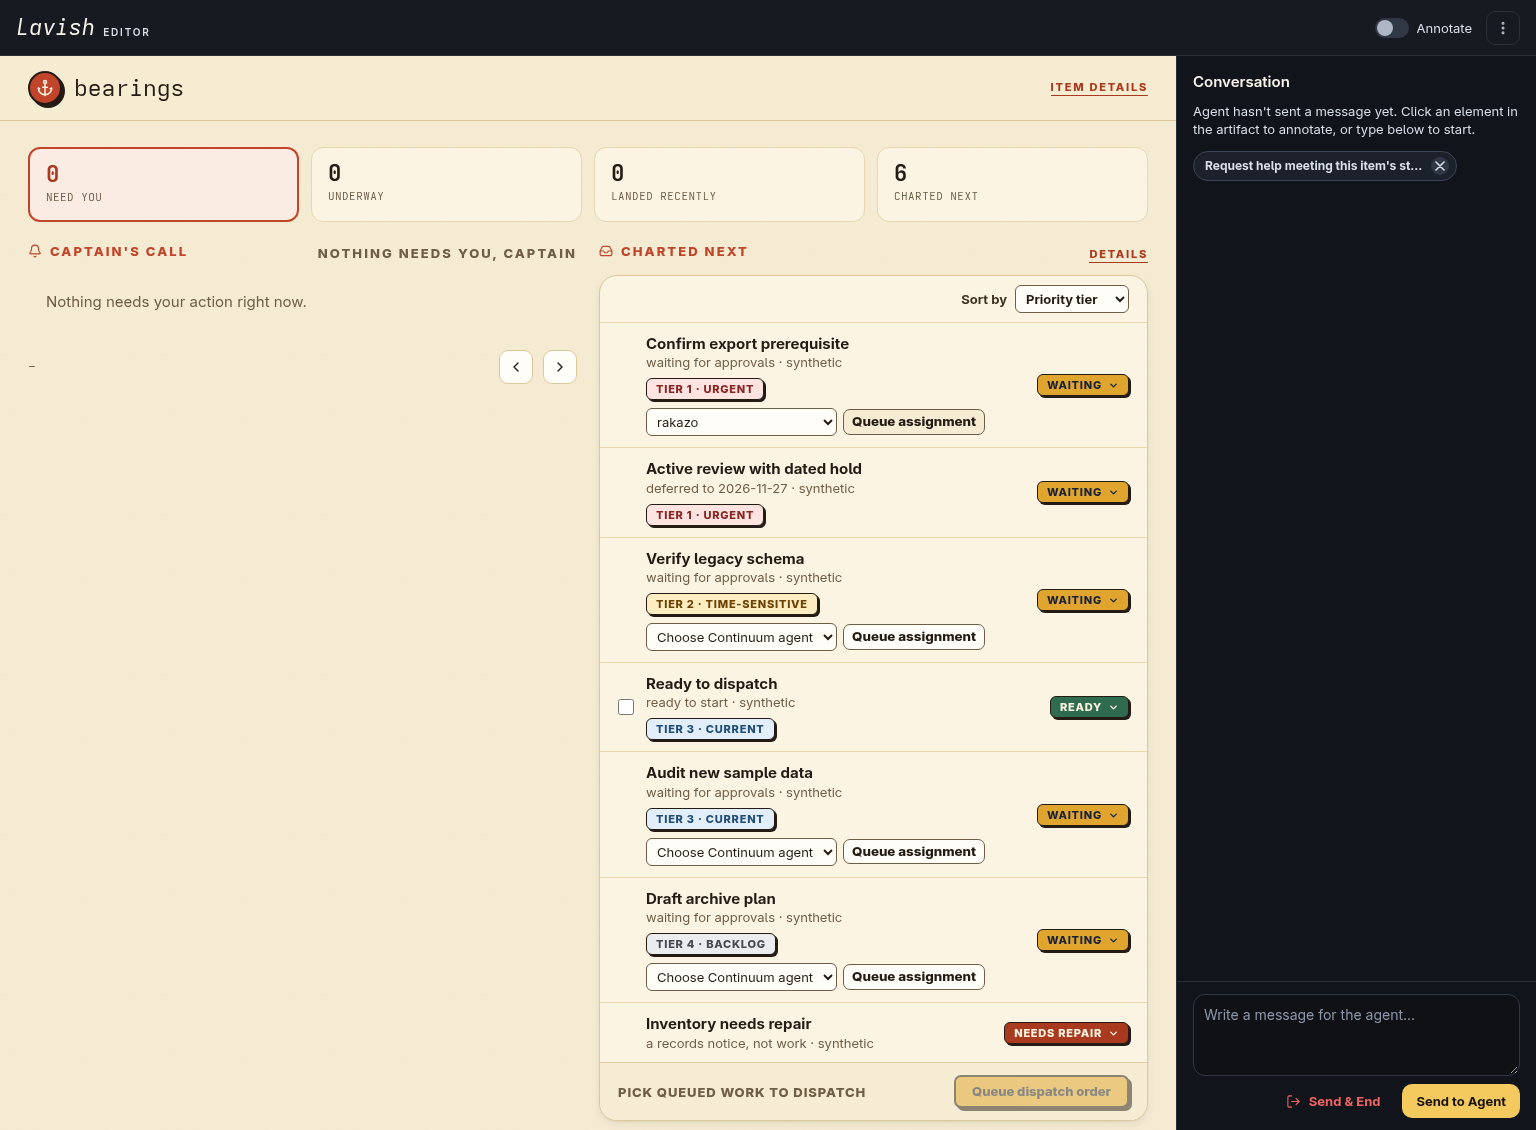 Lavish EDITOR
Annotate
bearings
ITEM DETAILS
0
NEED YOU
0
UNDERWAY
0
LANDED RECENTLY
6
CHARTED NEXT
CAPTAIN'S CALL
NOTHING NEEDS YOU, CAPTAIN
Nothing needs your action right now.
–
CHARTED NEXT
DETAILS
Sort by Priority tier
Confirm export prerequisite
waiting for approvals · synthetic
TIER 1 · URGENT
WAITING
rakazo
Queue assignment
Active review with dated hold
deferred to 2026-11-27 · synthetic
TIER 1 · URGENT
WAITING
Verify legacy schema
waiting for approvals · synthetic
TIER 2 · TIME-SENSITIVE
WAITING
Choose Continuum agent
Queue assignment
Ready to dispatch
ready to start · synthetic
TIER 3 · CURRENT
READY
Audit new sample data
waiting for approvals · synthetic
TIER 3 · CURRENT
WAITING
Choose Continuum agent
Queue assignment
Draft archive plan
waiting for approvals · synthetic
TIER 4 · BACKLOG
WAITING
Choose Continuum agent
Queue assignment
Inventory needs repair
a records notice, not work · synthetic
NEEDS REPAIR
PICK QUEUED WORK TO DISPATCH
Queue dispatch order
Conversation
Agent hasn't sent a message yet. Click an element in
the artifact to annotate, or type below to start.
Request help meeting this item's st...
Write a message for the agent...
Send & End
Send to Agent